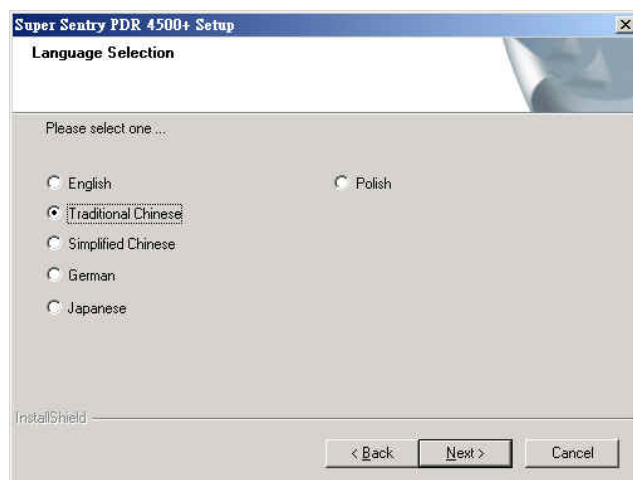 Super Sentry PDR 4500+ Setup
Language Selection
Please select one ...
English
Traditional Chinese
Simplified Chinese
German
Japanese
Polish
InstallShield
< Back
Next >
Cancel